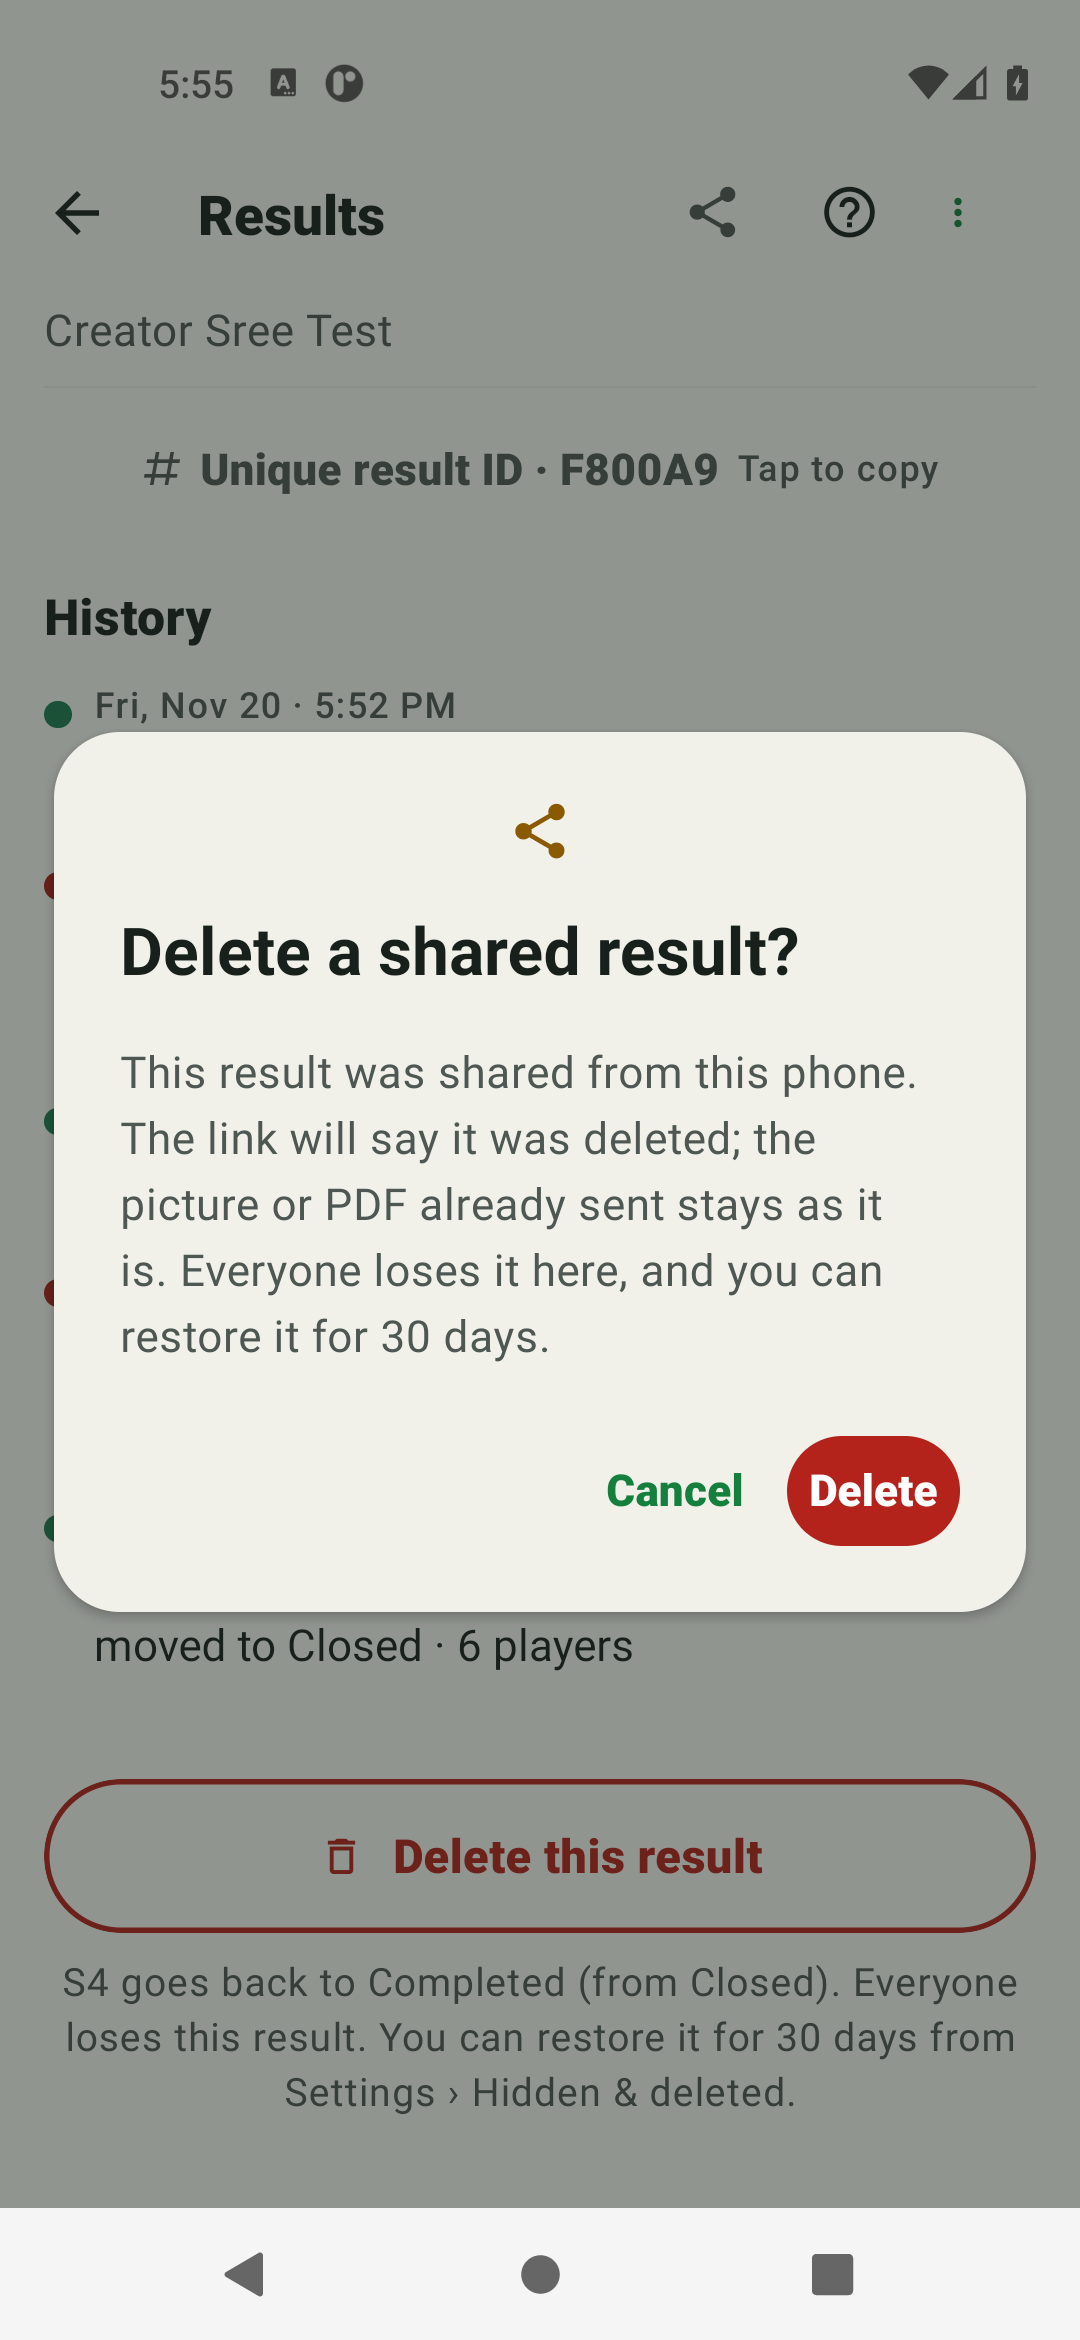 5:55
Results
Creator Sree Test
# Unique result ID · F800A9 Tap to copy
History
Fri, Nov 20 · 5:52 PM
Delete a shared result?
This result was shared from this phone.
The link will say it was deleted; the
picture or PDF already sent stays as it
is. Everyone loses it here, and you can
restore it for 30 days.
Cancel Delete
moved to Closed · 6 players
Delete this result
S4 goes back to Completed (from Closed). Everyone
loses this result. You can restore it for 30 days from
Settings › Hidden & deleted.